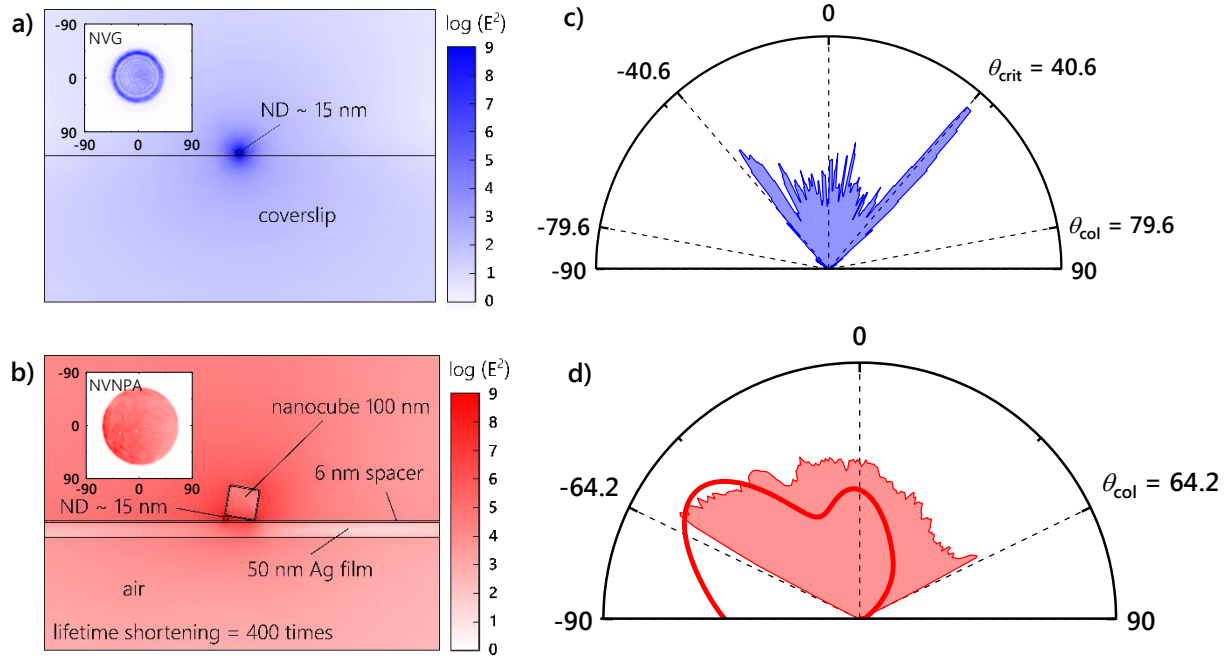 a)
NVG
-90
0
90
-90
0
90
ND ~ 15 nm
coverslip
log (E²)
9
8
7
6
5
4
3
2
1
0
c)
0
-40.6
θcrit = 40.6
-79.6
θcol = 79.6
-90
90
b)
NVNPA
-90
0
90
-90
0
90
nanocube 100 nm
6 nm spacer
ND ~ 15 nm
50 nm Ag film
air
lifetime shortening = 400 times
log (E²)
9
8
7
6
5
4
3
2
1
0
d)
0
-64.2
θcol = 64.2
-90
90